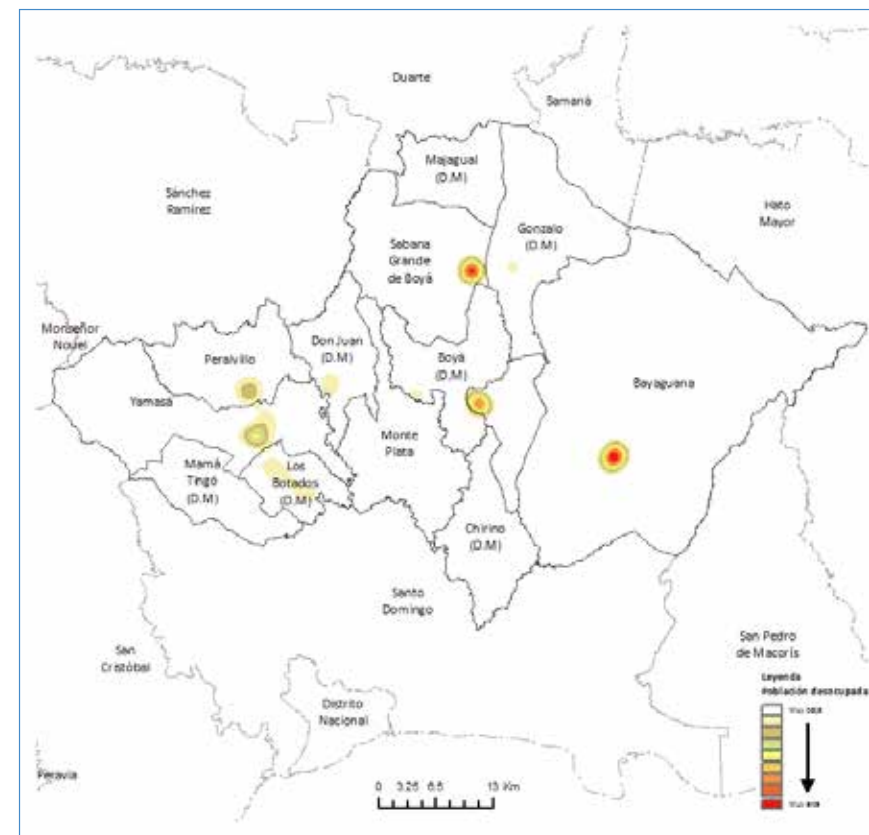 Duarte
Samaná
Majagual
(D.M)
Sánchez
Ramírez
Hato
Mayor
Gonzalo
(D.M)
Sabana
Grande
de Boyá
Monseñor
Nouel
Don Juan
(D.M)
Boyá
(D.M)
Peralvillo
Bayaguana
Yamasá
Monte
Plata
Mamá
Tingó
(D.M)
Los
Botados
(D.M)
Chirino
(D.M)
Santo
Domingo
San
Cristóbal
San Pedro
de Macorís
Distrito
Nacional
Peravia
Leyenda
Población desocupada
0 3.25 6.5 13 Km